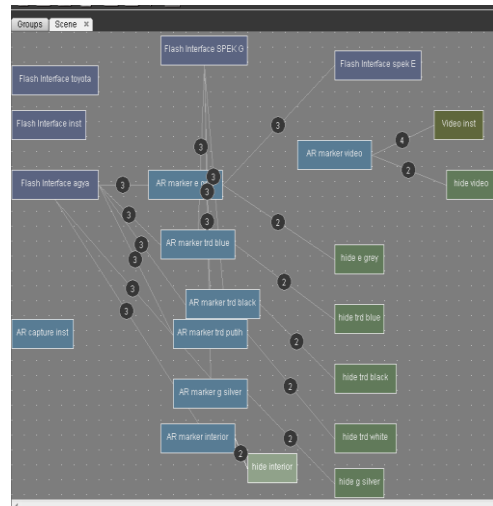 Groups Scene ×
Flash Interface SPEK G
Flash Interface spek E
Flash Interface toyota
Flash Interface inst
Video inst
AR marker video
Flash Interface agya
hide video
AR marker trd blue
hide e grey
AR marker trd black
hide trd blue
AR capture inst
AR marker trd putih
hide trd black
AR marker g silver
AR marker interior
hide trd white
hide interior
hide g silver
3
3
4
2
3
3
3
3
2
3
3
3
2
3
2
2
2
2